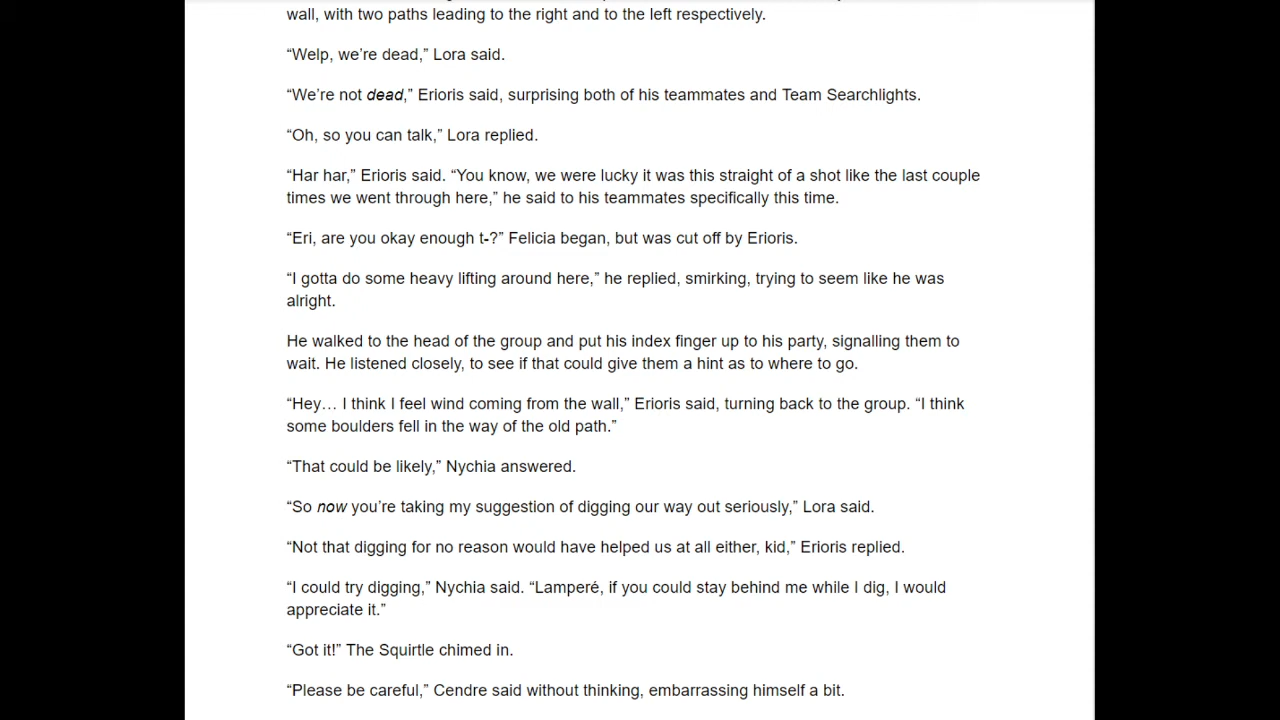 wall, with two paths leading to the right and to the left respectively.
“Welp, we’re dead,” Lora said.
“We’re not dead,” Erioris said, surprising both of his teammates and Team Searchlights.
“Oh, so you can talk,” Lora replied.
“Har har,” Erioris said. “You know, we were lucky it was this straight of a shot like the last couple
times we went through here,” he said to his teammates specifically this time.
“Eri, are you okay enough t-?” Felicia began, but was cut off by Erioris.
“I gotta do some heavy lifting around here,” he replied, smirking, trying to seem like he was
alright.
He walked to the head of the group and put his index finger up to his party, signalling them to
wait. He listened closely, to see if that could give them a hint as to where to go.
“Hey… I think I feel wind coming from the wall,” Erioris said, turning back to the group. “I think
some boulders fell in the way of the old path.”
“That could be likely,” Nychia answered.
“So now you’re taking my suggestion of digging our way out seriously,” Lora said.
“Not that digging for no reason would have helped us at all either, kid,” Erioris replied.
“I could try digging,” Nychia said. “Lamperé, if you could stay behind me while I dig, I would
appreciate it.”
“Got it!” The Squirtle chimed in.
“Please be careful,” Cendre said without thinking, embarrassing himself a bit.